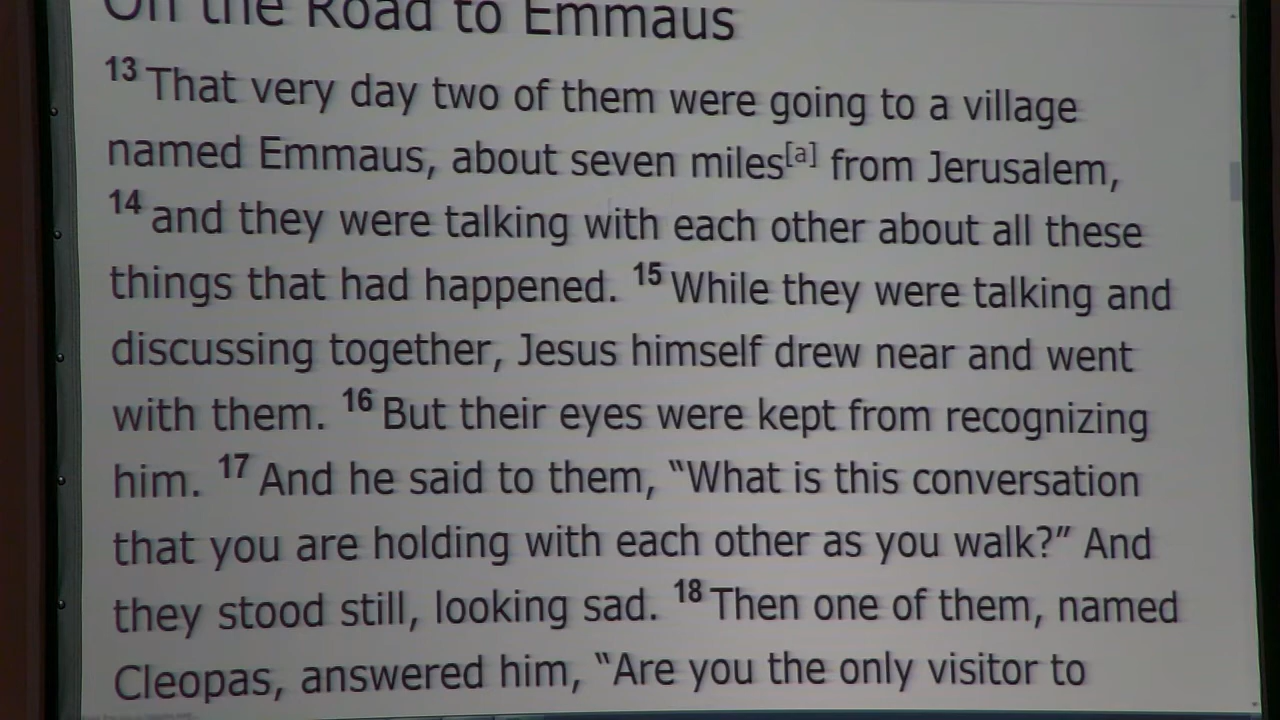 On the Road to Emmaus
13 That very day two of them were going to a village
named Emmaus, about seven miles[a] from Jerusalem,
14 and they were talking with each other about all these
things that had happened. 15 While they were talking and
discussing together, Jesus himself drew near and went
with them. 16 But their eyes were kept from recognizing
him. 17 And he said to them, “What is this conversation
that you are holding with each other as you walk?” And
they stood still, looking sad. 18 Then one of them, named
Cleopas, answered him, “Are you the only visitor to